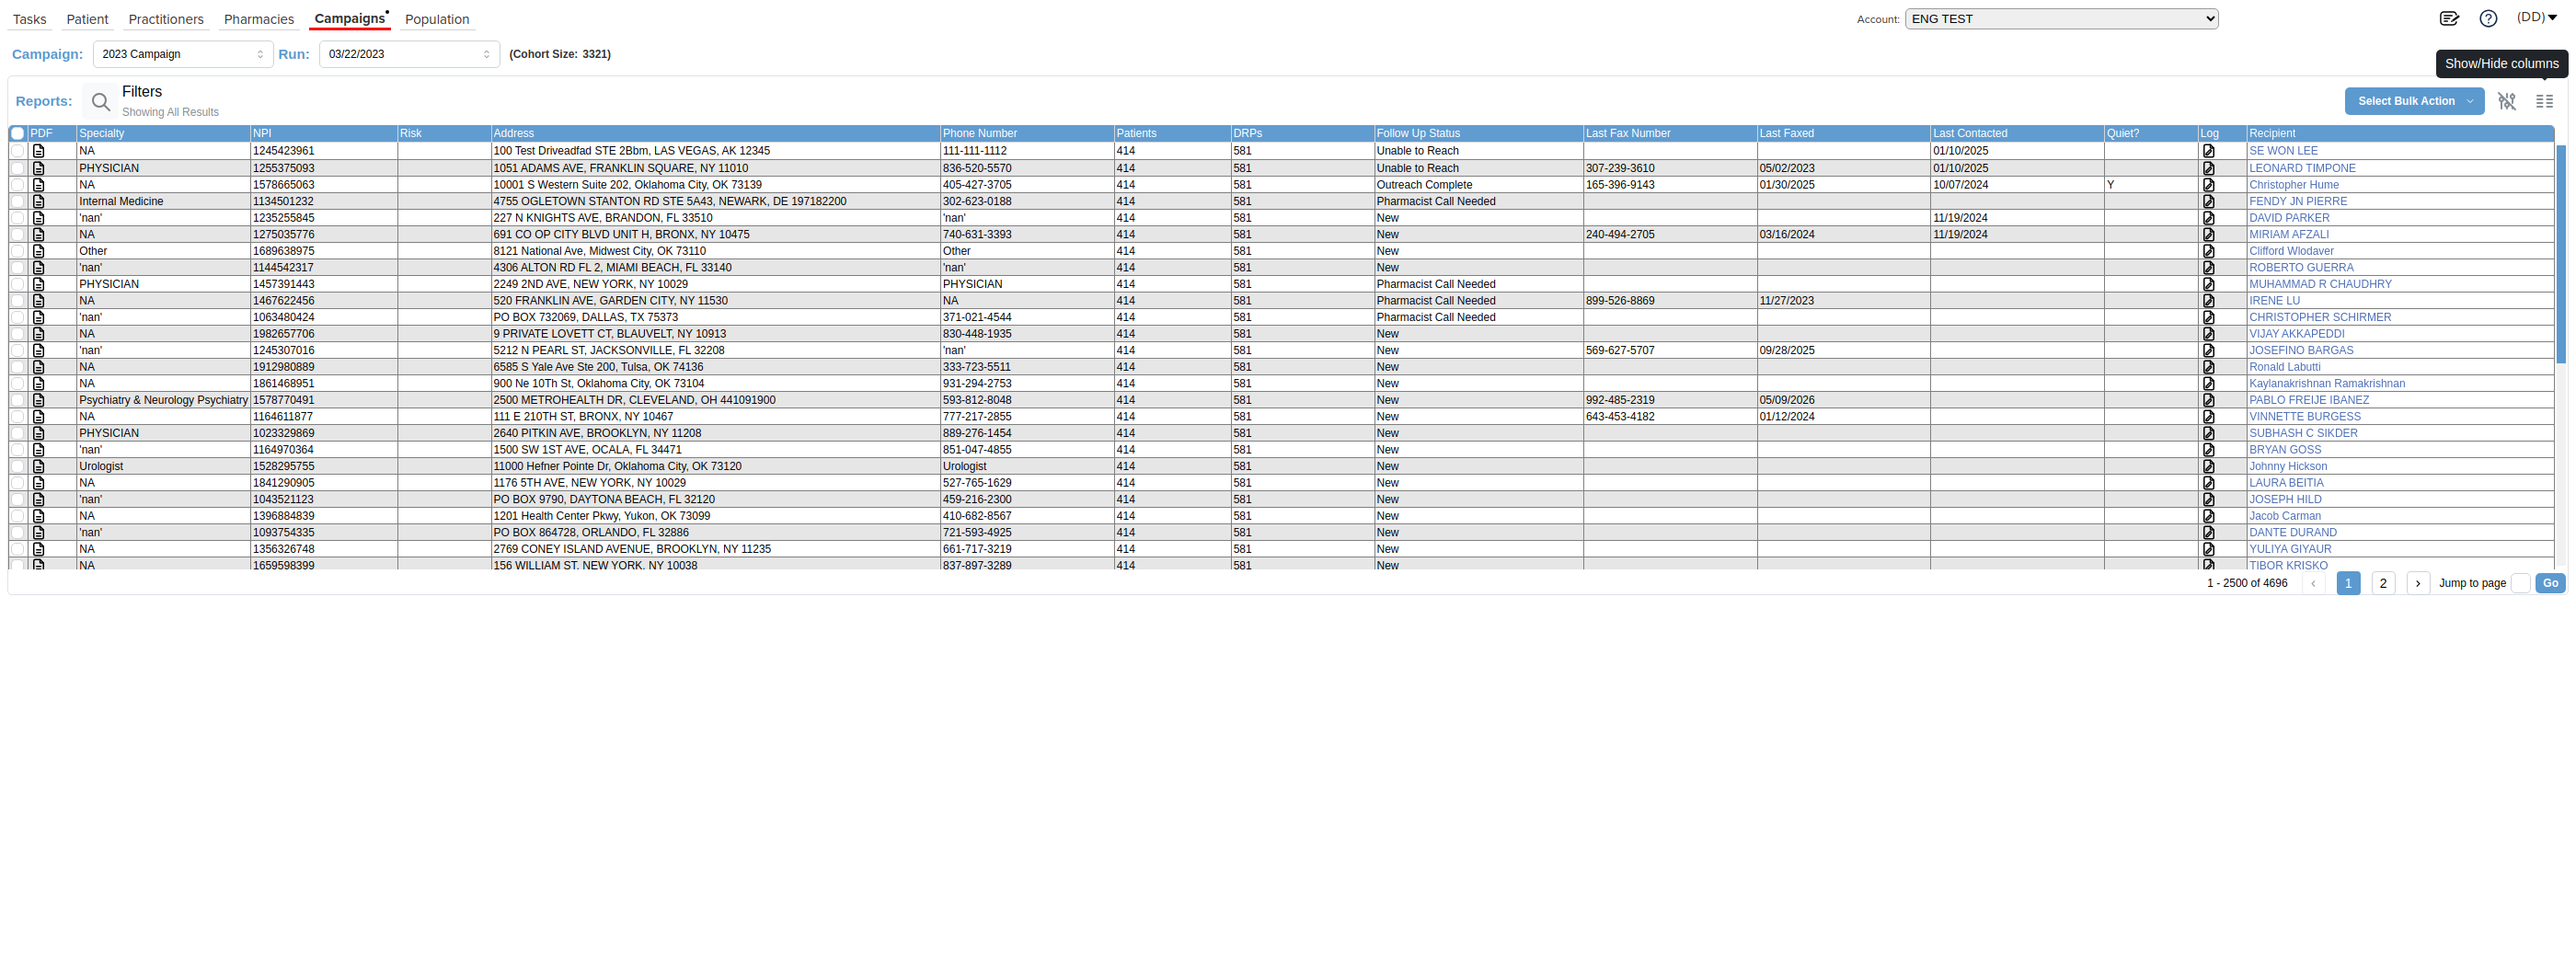 Tasks Patient Practitioners Pharmacies Campaigns Population Account: ENG TEST (DD)
Campaign: 2023 Campaign Run: 03/22/2023 (Cohort Size: 3321)
Show/Hide columns
Reports: Filters
Showing All Results
Select Bulk Action
PDF Specialty NPI Risk Address Phone Number Patients DRPs Follow Up Status Last Fax Number Last Faxed Last Contacted Quiet? Log Recipient
NA 1245423961 100 Test Driveadfad STE 2Bbm, LAS VEGAS, AK 12345 111-111-1112 414 581 Unable to Reach 01/10/2025 SE WON LEE
PHYSICIAN 1255375093 1051 ADAMS AVE, FRANKLIN SQUARE, NY 11010 836-520-5570 414 581 Unable to Reach 307-239-3610 05/02/2023 01/10/2025 LEONARD TIMPONE
NA 1578665063 10001 S Western Suite 202, Oklahoma City, OK 73139 405-427-3705 414 581 Outreach Complete 165-396-9143 01/30/2025 10/07/2024 Y Christopher Hume
Internal Medicine 1134501232 4755 OGLETOWN STANTON RD STE 5A43, NEWARK, DE 197182200 302-623-0188 414 581 Pharmacist Call Needed FENDY JN PIERRE
'nan' 1235255845 227 N KNIGHTS AVE, BRANDON, FL 33510 'nan' 414 581 New 11/19/2024 DAVID PARKER
NA 1275035776 691 CO OP CITY BLVD UNIT H, BRONX, NY 10475 740-631-3393 414 581 New 240-494-2705 03/16/2024 11/19/2024 MIRIAM AFZALI
Other 1689638975 8121 National Ave, Midwest City, OK 73110 Other 414 581 New Clifford Wlodaver
'nan' 1144542317 4306 ALTON RD FL 2, MIAMI BEACH, FL 33140 'nan' 414 581 New ROBERTO GUERRA
PHYSICIAN 1457391443 2249 2ND AVE, NEW YORK, NY 10029 PHYSICIAN 414 581 Pharmacist Call Needed MUHAMMAD R CHAUDHRY
NA 1467622456 520 FRANKLIN AVE, GARDEN CITY, NY 11530 NA 414 581 Pharmacist Call Needed 899-526-8869 11/27/2023 IRENE LU
'nan' 1063480424 PO BOX 732069, DALLAS, TX 75373 371-021-4544 414 581 Pharmacist Call Needed CHRISTOPHER SCHIRMER
NA 1982657706 9 PRIVATE LOVETT CT, BLAUVELT, NY 10913 830-448-1935 414 581 New VIJAY AKKAPEDDI
'nan' 1245307016 5212 N PEARL ST, JACKSONVILLE, FL 32208 'nan' 414 581 New 569-627-5707 09/28/2025 JOSEFINO BARGAS
NA 1912980889 6585 S Yale Ave Ste 200, Tulsa, OK 74136 333-723-5511 414 581 New Ronald Labutti
NA 1861468951 900 Ne 10Th St, Oklahoma City, OK 73104 931-294-2753 414 581 New Kaylanakrishnan Ramakrishnan
Psychiatry & Neurology Psychiatry 1578770491 2500 METROHEALTH DR, CLEVELAND, OH 441091900 593-812-8048 414 581 New 992-485-2319 05/09/2026 PABLO FREIJE IBANEZ
NA 1164611877 111 E 210TH ST, BRONX, NY 10467 777-217-2855 414 581 New 643-453-4182 01/12/2024 VINNETTE BURGESS
PHYSICIAN 1023329869 2640 PITKIN AVE, BROOKLYN, NY 11208 889-276-1454 414 581 New SUBHASH C SIKDER
'nan' 1164970364 1500 SW 1ST AVE, OCALA, FL 34471 851-047-4855 414 581 New BRYAN GOSS
Urologist 1528295755 11000 Hefner Pointe Dr, Oklahoma City, OK 73120 Urologist 414 581 New Johnny Hickson
NA 1841290905 1176 5TH AVE, NEW YORK, NY 10029 527-765-1629 414 581 New LAURA BEITIA
'nan' 1043521123 PO BOX 9790, DAYTONA BEACH, FL 32120 459-216-2300 414 581 New JOSEPH HILD
NA 1396884839 1201 Health Center Pkwy, Yukon, OK 73099 410-682-8567 414 581 New Jacob Carman
'nan' 1093754335 PO BOX 864728, ORLANDO, FL 32886 721-593-4925 414 581 New DANTE DURAND
NA 1356326748 2769 CONEY ISLAND AVENUE, BROOKLYN, NY 11235 661-717-3219 414 581 New YULIYA GIYAUR
NA 1659598399 156 WILLIAM ST, NEW YORK, NY 10038 837-897-3289 414 581 New TIBOR KRISKO
1 - 2500 of 4696 1 2 Jump to page Go